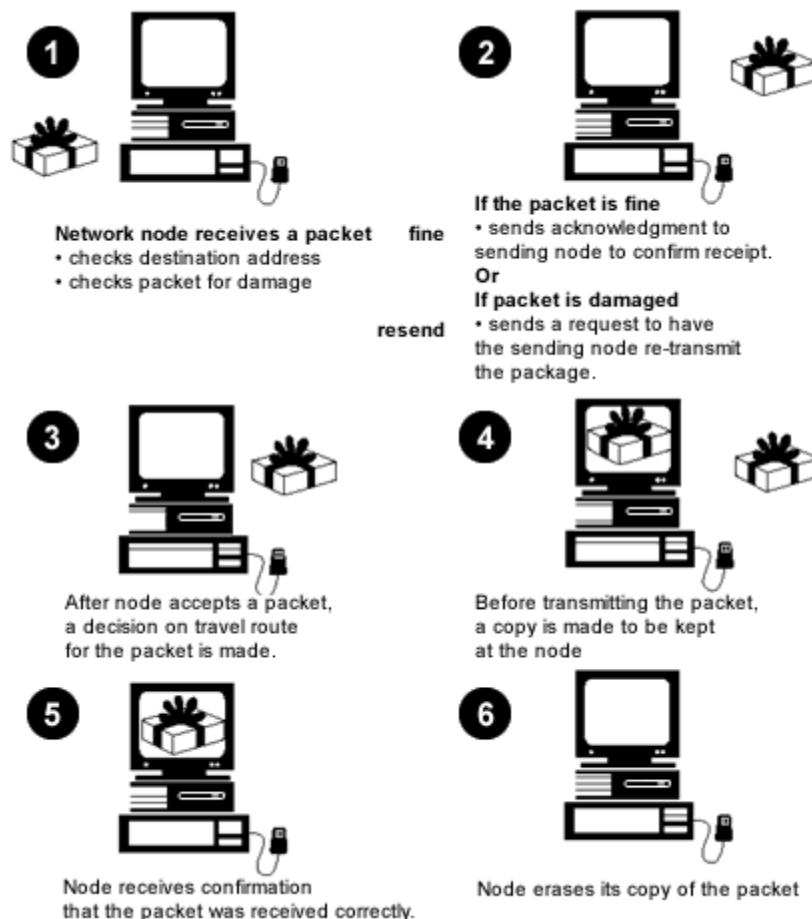 1
Network node receives a packet
• checks destination address
• checks packet for damage
fine
resend
2
If the packet is fine
• sends acknowledgment to
sending node to confirm receipt.
Or
If packet is damaged
• sends a request to have
the sending node re-transmit
the package.
3
After node accepts a packet,
a decision on travel route
for the packet is made.
4
Before transmitting the packet,
a copy is made to be kept
at the node
5
Node receives confirmation
that the packet was received correctly.
6
Node erases its copy of the packet